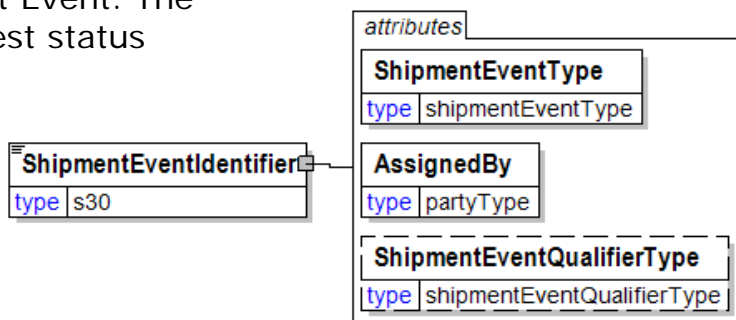 t Event. The
est status
attributes
ShipmentEventType
type shipmentEventType
ShipmentEventIdentifier
type s30
AssignedBy
type partyType
ShipmentEventQualifierType
type shipmentEventQualifierType